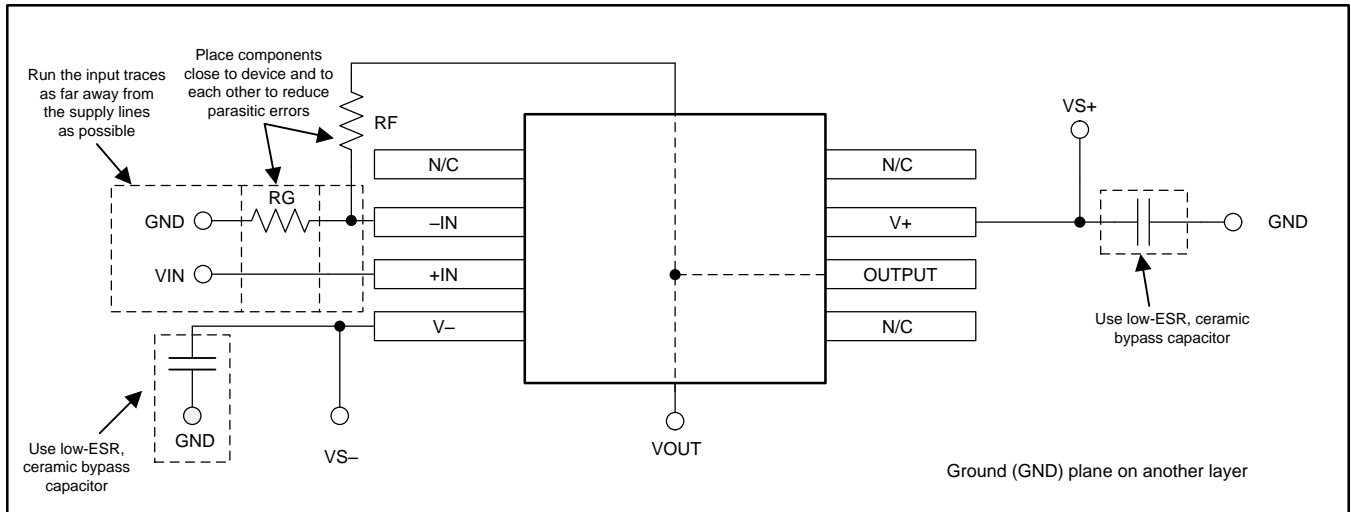 Place components
close to device and to
each other to reduce
parasitic errors
Run the input traces
as far away from
the supply lines
as possible
RF
VS+
N/C
N/C
RG
GND
–IN
V+
GND
VIN
+IN
OUTPUT
V–
N/C
Use low-ESR, ceramic
bypass capacitor
GND
VS–
VOUT
Use low-ESR,
ceramic bypass
capacitor
Ground (GND) plane on another layer